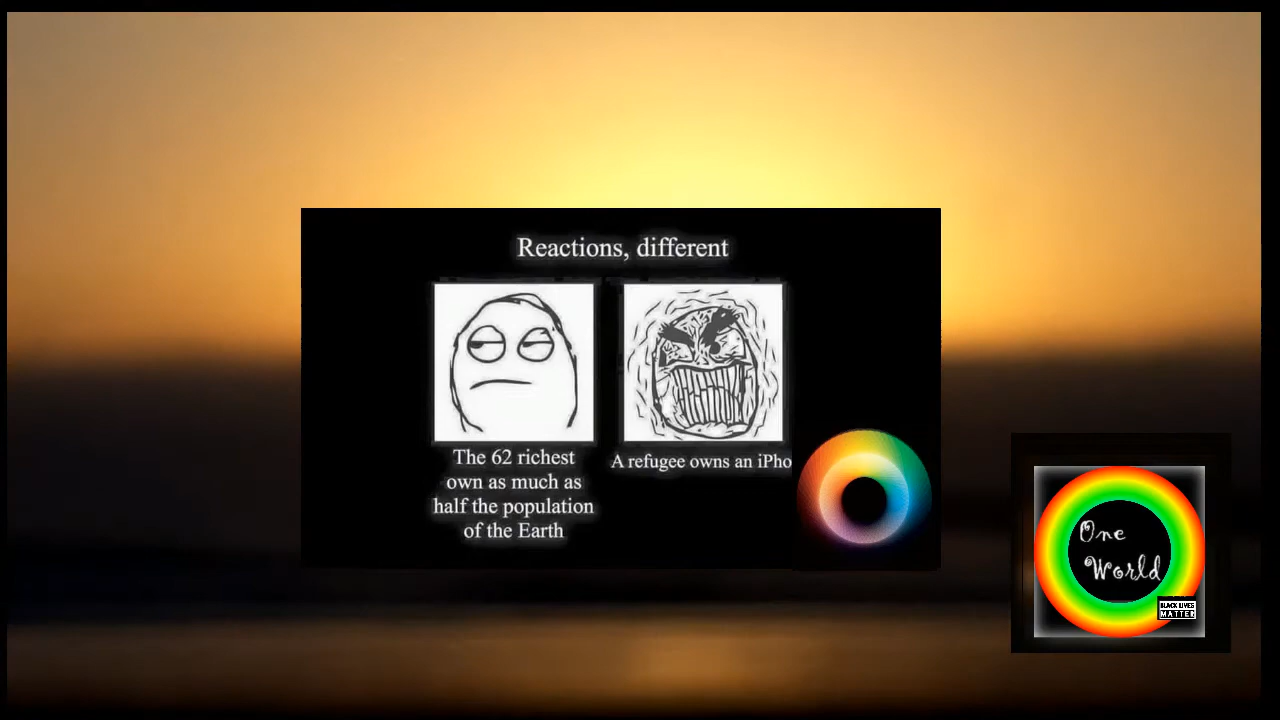 Reactions, different
The 62 richest
own as much as
half the population
of the Earth
A refugee owns an iPho
One
World
BLACK LIVES
MATTER